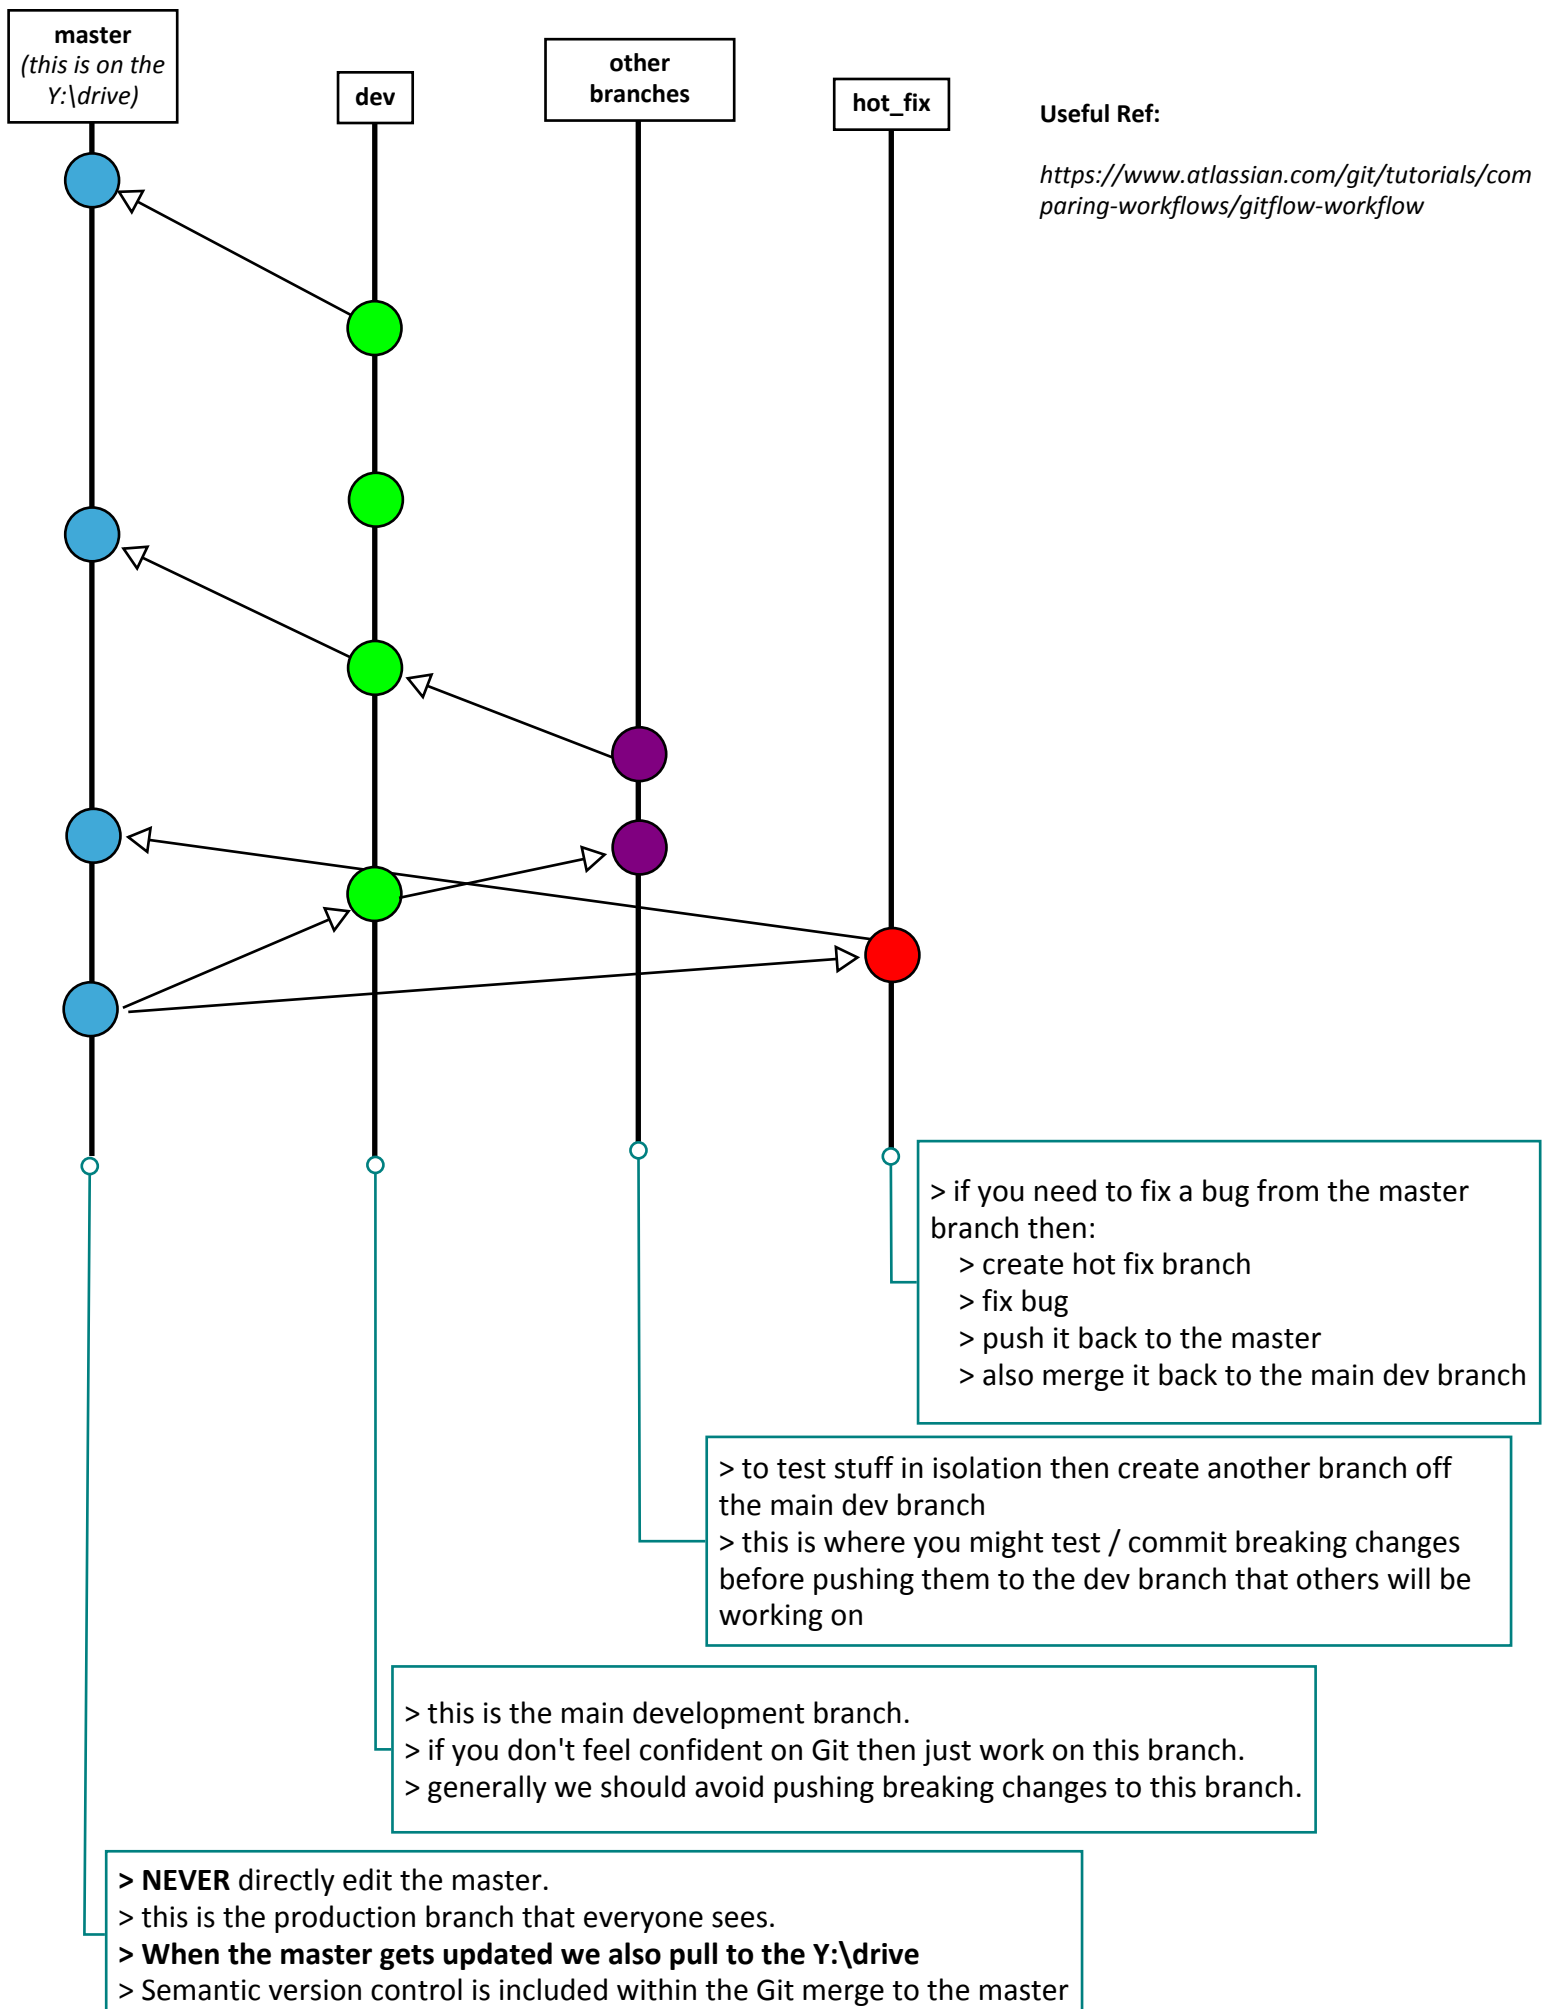 master
(this is on the
Y:\drive)
dev
other
branches
hot_fix
Useful Ref:
https://www.atlassian.com/git/tutorials/com
paring-workflows/gitflow-workflow
> if you need to fix a bug from the master
branch then:
> create hot fix branch
> fix bug
> push it back to the master
> also merge it back to the main dev branch
> to test stuff in isolation then create another branch off
the main dev branch
> this is where you might test / commit breaking changes
before pushing them to the dev branch that others will be
working on
> this is the main development branch.
> if you don't feel confident on Git then just work on this branch.
> generally we should avoid pushing breaking changes to this branch.
> NEVER directly edit the master.
> this is the production branch that everyone sees.
> When the master gets updated we also pull to the Y:\drive
> Semantic version control is included within the Git merge to the master